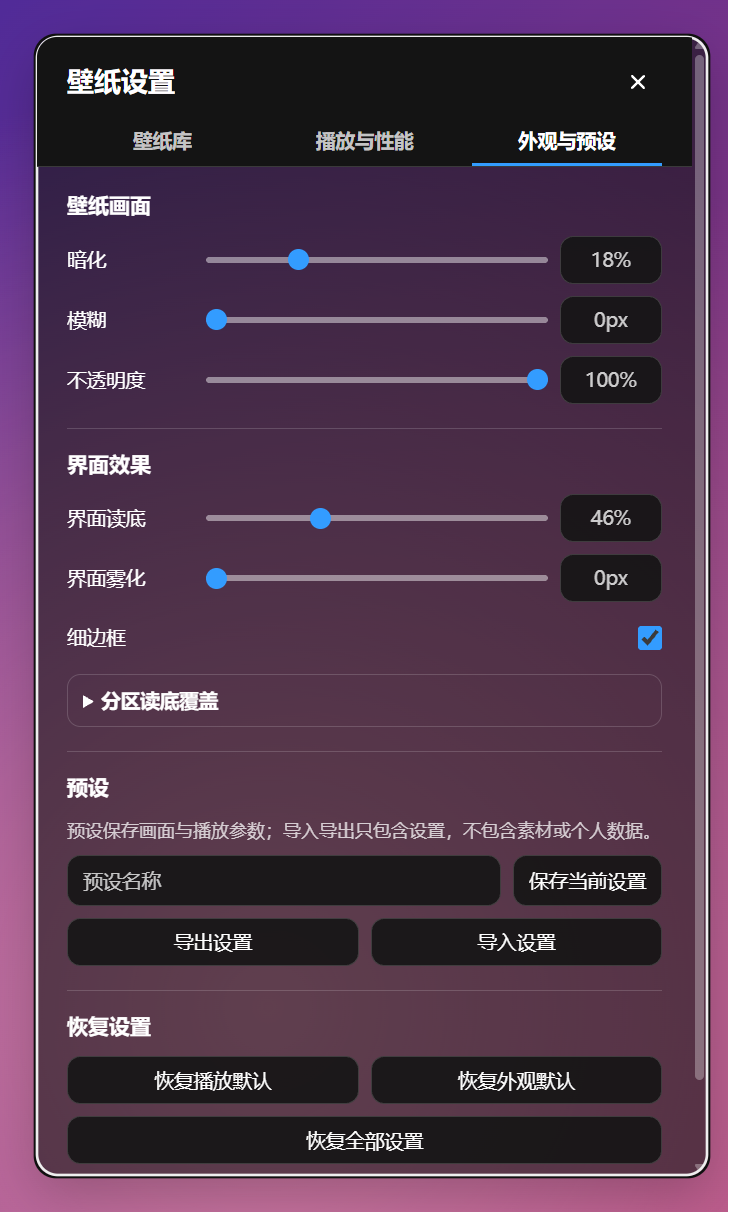 壁纸设置
壁纸库 播放与性能 外观与预设
壁纸画面
暗化 18%
模糊 0px
不透明度 100%
界面效果
界面读底 46%
界面雾化 0px
细边框
分区读底覆盖
预设
预设保存画面与播放参数；导入导出只包含设置，不包含素材或个人数据。
预设名称 保存当前设置
导出设置 导入设置
恢复设置
恢复播放默认 恢复外观默认
恢复全部设置